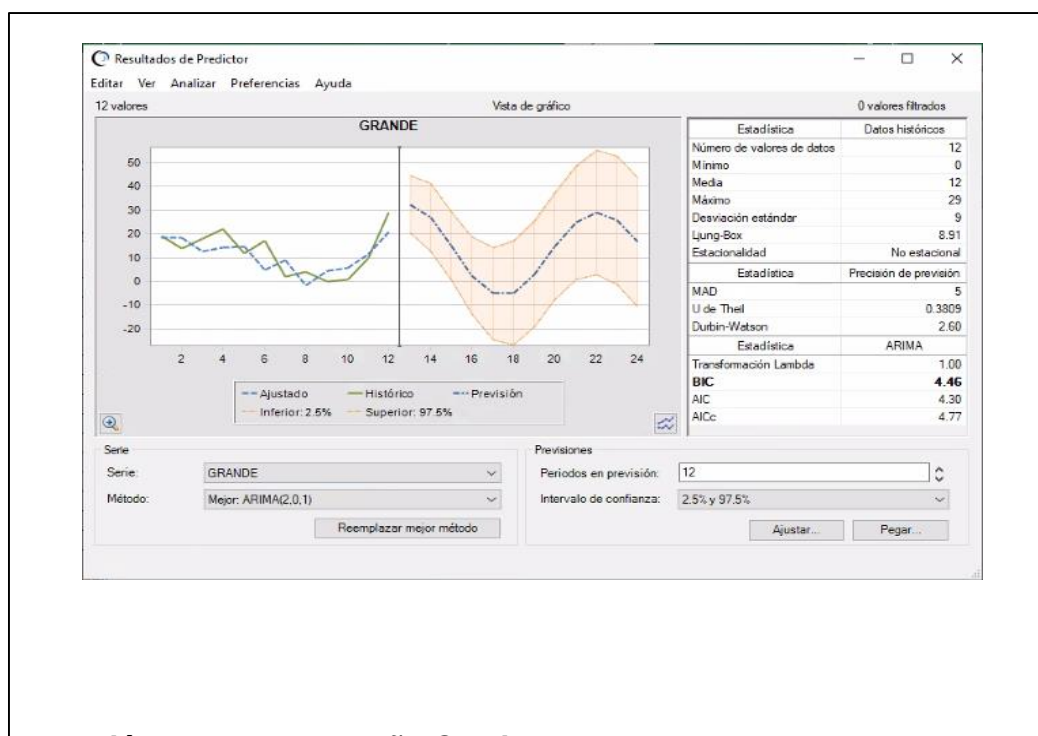 Resultados de Predictor
Editar Ver Analizar Preferencias Ayuda
12 valores Vista de gráfico 0 valores filtrados
GRANDE
50
40
30
20
10
0
-10
-20
2 4 6 8 10 12 14 16 18 20 22 24
Ajustado Histórico Previsión
Inferior: 2.5% Superior: 97.5%
Estadística Datos históricos
Número de valores de datos 12
Mínimo 0
Media 12
Máximo 29
Desviación estándar 9
Ljung-Box 8.91
Estacionalidad No estacional
Estadística Precisión de previsión
MAD 5
U de Theil 0.3809
Durbin-Watson 2.60
Estadística ARIMA
Transformación Lambda 1.00
BIC 4.46
AIC 4.30
AICc 4.77
Serie
Serie: GRANDE
Método: Mejor: ARIMA(2,0,1)
Reemplazar mejor método
Previsiones
Periodos en previsión: 12
Intervalo de confianza: 2.5% y 97.5%
Ajustar... Pegar...